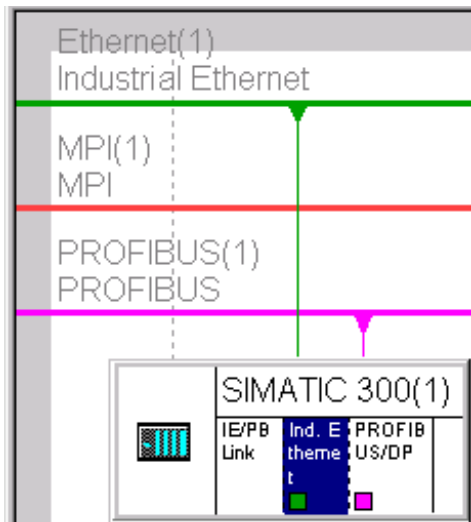 Ethernet(1)
Industrial Ethernet
MPI(1)
MPI
PROFIBUS(1)
PROFIBUS
SIMATIC 300(1)
IE/PB
Link
Ind. E
therne
t
PROFIB
US/DP